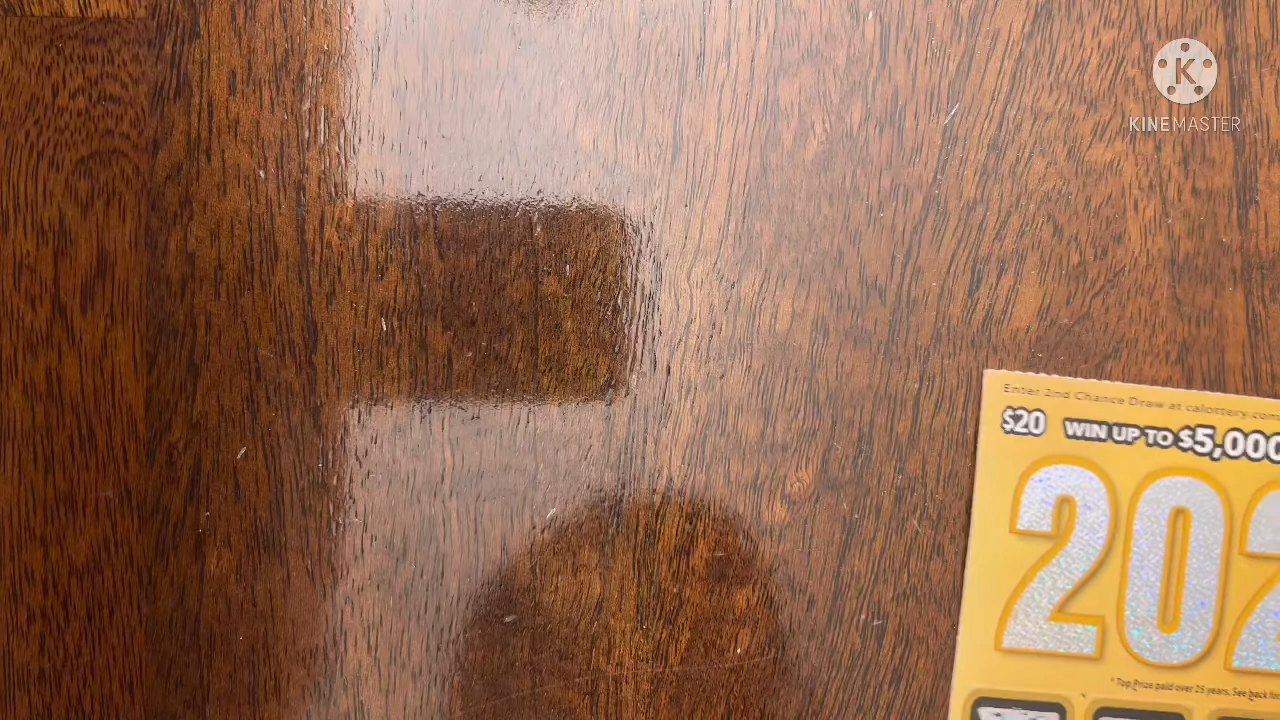 K
KINEMASTER
Enter 2nd Chance Draw at calottery.com
$20 WIN UP TO $5,000
202
* Top Prize paid over 25 years. See back for